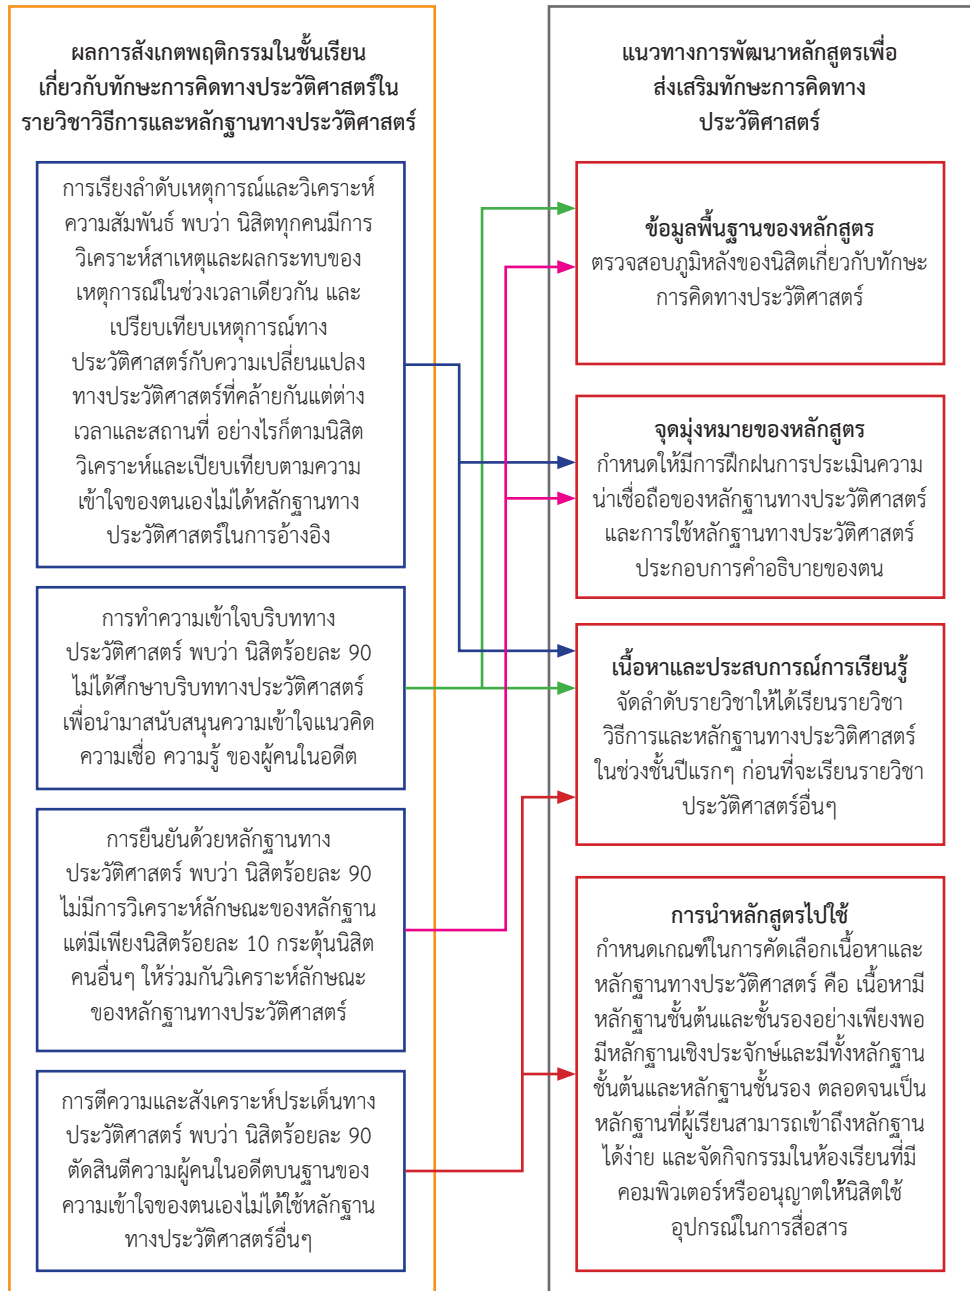 ผลการสังเกตพฤติกรรมในชั้นเรียน
เกี่ยวกับทักษะการคิดทางประวัติศาสตร์ใน
รายวิชาวิธีการและหลักฐานทางประวัติศาสตร์
การเรียงลำดับเหตุการณ์และวิเคราะห์
ความสัมพันธ์ พบว่า นิสิตทุกคนมีการ
วิเคราะห์สาเหตุและผลกระทบของ
เหตุการณ์ในช่วงเวลาเดียวกัน และ
เปรียบเทียบเหตุการณ์ทาง
ประวัติศาสตร์กับความเปลี่ยนแปลง
ทางประวัติศาสตร์ที่คล้ายกันแต่ต่าง
เวลาและสถานที่ อย่างไรก็ตามนิสิต
วิเคราะห์และเปียบเทียบตามความ
เข้าใจของตนเองไม่ได้หลักฐานทาง
ประวัติศาสตร์ในการอ้างอิง
การทำความเข้าใจบริบททาง
ประวัติศาสตร์ พบว่า นิสิตร้อยละ 90
ไม่ได้ศึกษาบริบททางประวัติศาสตร์
เพื่อนำมาสนับสนุนความเข้าใจแนวคิด
ความเชื่อ ความรู้ ของผู้คนในอดีต
การยืนยันด้วยหลักฐานทาง
ประวัติศาสตร์ พบว่า นิสิตร้อยละ 90
ไม่มีการวิเคราะห์ลักษณะของหลักฐาน
แต่มีเพียงนิสิตร้อยละ 10 กระตุ้นนิสิต
คนอื่นๆ ให้ร่วมกันวิเคราะห์ลักษณะ
ของหลักฐานทางประวัติศาสตร์
การตีความและสังเคราะห์ประเด็นทาง
ประวัติศาสตร์ พบว่า นิสิตร้อยละ 90
ตัดสินตีความผู้คนในอดีตบนฐานของ
ความเข้าใจของตนเองไม่ได้ใช้หลักฐาน
ทางประวัติศาสตร์อื่นๆ
แนวทางการพัฒนาหลักสูตรเพื่อ
ส่งเสริมทักษะการคิดทาง
ประวัติศาสตร์
ข้อมูลพื้นฐานของหลักสูตร
ตรวจสอบภูมิหลังของนิสิตเกี่ยวกับทักษะ
การคิดทางประวัติศาสตร์
จุดมุ่งหมายของหลักสูตร
กำหนดให้มีการฝึกฝนการประเมินความ
น่าเชื่อถือของหลักฐานทางประวัติศาสตร์
และการใช้หลักฐานทางประวัติศาสตร์
ประกอบการคำอธิบายของตน
เนื้อหาและประสบการณ์การเรียนรู้
จัดลำดับรายวิชาให้ได้เรียนรายวิชา
วิธีการและหลักฐานทางประวิติศาสตร์
ในช่วงชั้นปีแรกๆ ก่อนที่จะเรียนรายวิชา
ประวัติศาสตร์อื่นๆ
การนำหลักสูตรไปใช้
กำหนดเกณฑ์ในการคัดเลือกเนื้อหาและ
หลักฐานทางประวัติศาสตร์ คือ เนื้อหามี
หลักฐานชั้นต้นและชั้นรองอย่างเพียงพอ
มีหลักฐานเชิงประจักษ์และมีทั้งหลักฐาน
ชั้นต้นและหลักฐานชั้นรอง ตลอดจนเป็น
หลักฐานที่ผู้เรียนสามารถเข้าถึงหลักฐาน
ได้ง่าย และจัดกิจกรรมในห้องเรียนที่มี
คอมพิวเตอร์หรืออนุญาตให้นิสิตใช้
อุปกรณ์ในการสื่อสาร